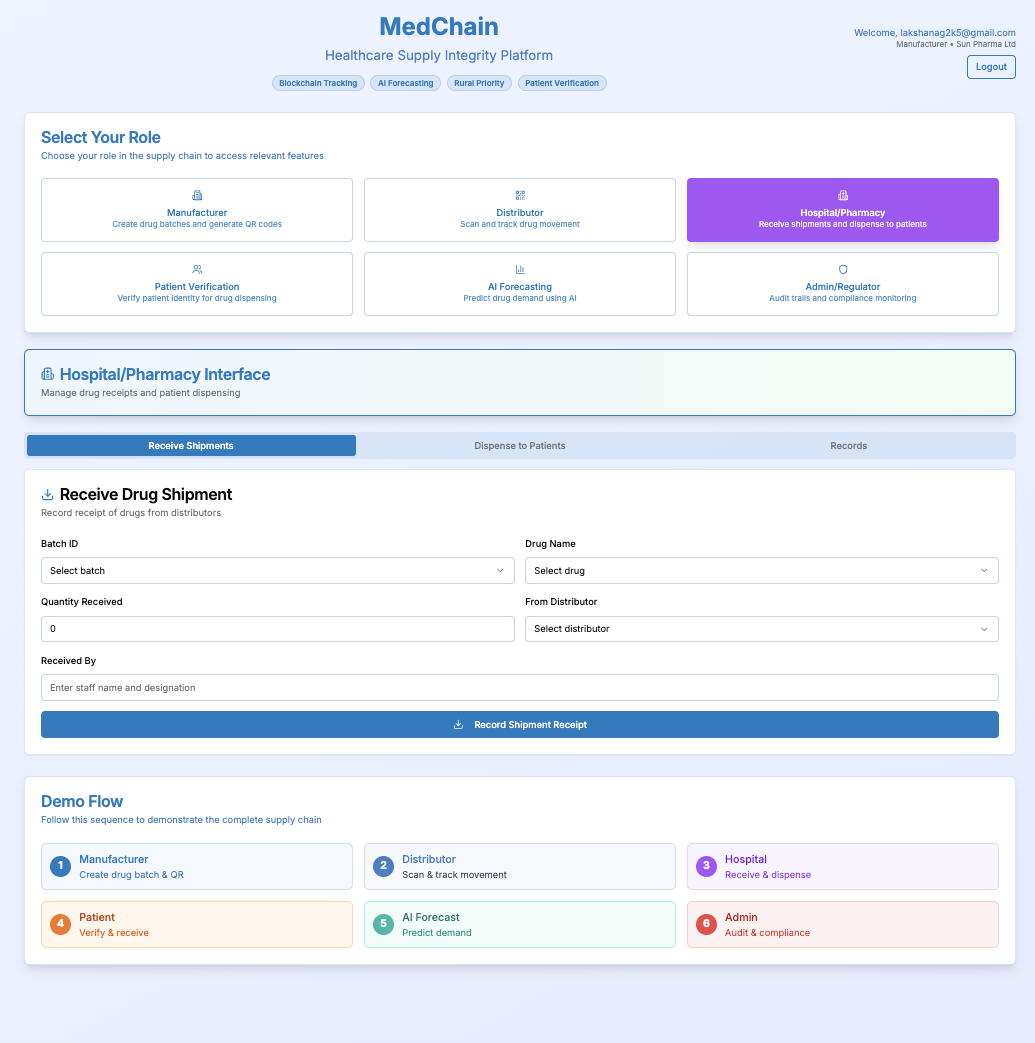 MedChain
Healthcare Supply Integrity Platform
Blockchain Tracking
AI Forecasting
Rural Priority
Patient Verification
Welcome, lakshanag2k5@gmail.com
Manufacturer • Sun Pharma Ltd
Logout
Select Your Role
Choose your role in the supply chain to access relevant features
Manufacturer
Create drug batches and generate QR codes
Distributor
Scan and track drug movement
Hospital/Pharmacy
Receive shipments and dispense to patients
Patient Verification
Verify patient identity for drug dispensing
AI Forecasting
Predict drug demand using AI
Admin/Regulator
Audit trails and compliance monitoring
Hospital/Pharmacy Interface
Manage drug receipts and patient dispensing
Receive Shipments
Dispense to Patients
Records
Receive Drug Shipment
Record receipt of drugs from distributors
Batch ID
Select batch
Drug Name
Select drug
Quantity Received
0
From Distributor
Select distributor
Received By
Enter staff name and designation
Record Shipment Receipt
Demo Flow
Follow this sequence to demonstrate the complete supply chain
1
Manufacturer
Create drug batch & QR
2
Distributor
Scan & track movement
3
Hospital
Receive & dispense
4
Patient
Verify & receive
5
AI Forecast
Predict demand
6
Admin
Audit & compliance